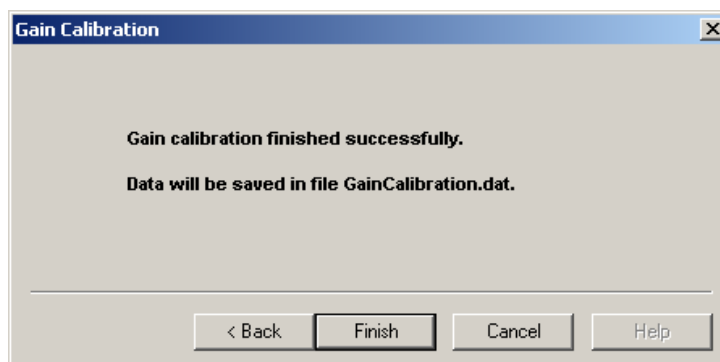 Gain Calibration
Gain calibration finished successfully.
Data will be saved in file GainCalibration.dat.
< Back Finish Cancel Help